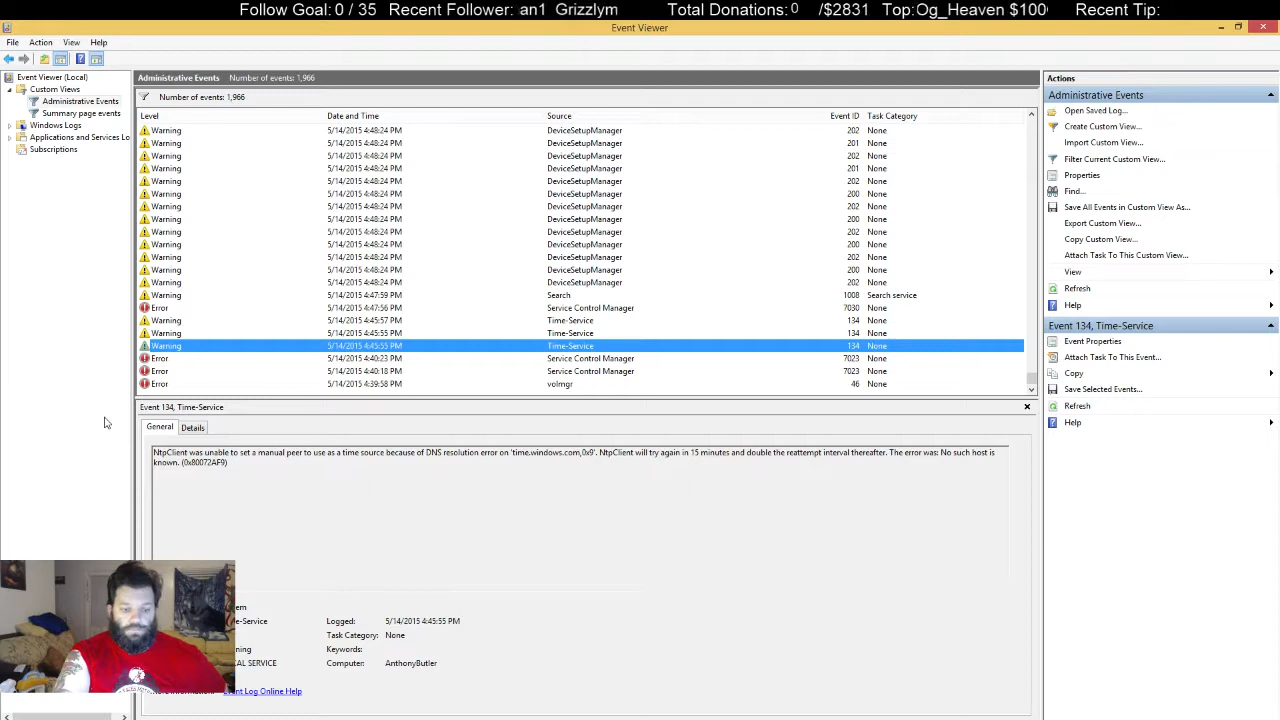 Follow Goal: 0 / 35 Recent Follower: an1 Grizzlym Total Donations: 0 /$2831 Top:Og_Heaven $100 Recent Tip:
Event Viewer
File Action View Help
Event Viewer (Local)
Custom Views
Administrative Events
Summary page events
Windows Logs
Applications and Services Lo
Subscriptions
Administrative Events Number of events: 1,966
Number of events: 1,966
Level Date and Time Source Event ID Task Category
Warning 5/14/2015 4:48:24 PM DeviceSetupManager 202 None
Warning 5/14/2015 4:48:24 PM DeviceSetupManager 201 None
Warning 5/14/2015 4:48:24 PM DeviceSetupManager 202 None
Warning 5/14/2015 4:48:24 PM DeviceSetupManager 201 None
Warning 5/14/2015 4:48:24 PM DeviceSetupManager 202 None
Warning 5/14/2015 4:48:24 PM DeviceSetupManager 200 None
Warning 5/14/2015 4:48:24 PM DeviceSetupManager 202 None
Warning 5/14/2015 4:48:24 PM DeviceSetupManager 200 None
Warning 5/14/2015 4:48:24 PM DeviceSetupManager 202 None
Warning 5/14/2015 4:48:24 PM DeviceSetupManager 200 None
Warning 5/14/2015 4:48:24 PM DeviceSetupManager 202 None
Warning 5/14/2015 4:48:24 PM DeviceSetupManager 200 None
Warning 5/14/2015 4:48:24 PM DeviceSetupManager 202 None
Warning 5/14/2015 4:47:59 PM Search 1008 Search service
Error 5/14/2015 4:47:56 PM Service Control Manager 7030 None
Warning 5/14/2015 4:45:57 PM Time-Service 134 None
Warning 5/14/2015 4:45:55 PM Time-Service 134 None
Warning 5/14/2015 4:45:55 PM Time-Service 134 None
Error 5/14/2015 4:40:23 PM Service Control Manager 7023 None
Error 5/14/2015 4:40:18 PM Service Control Manager 7023 None
Error 5/14/2015 4:39:58 PM volmgr 46 None
Event 134, Time-Service
General Details
NtpClient was unable to set a manual peer to use as a time source because of DNS resolution error on 'time.windows.com,0x9'. NtpClient will try again in 15 minutes and double the reattempt interval thereafter. The error was: No such host is
known. (0x80072AF9)
em
e-Service Logged: 5/14/2015 4:45:55 PM
Task Category: None
ning Keywords:
CAL SERVICE Computer: AnthonyButler
Event Log Online Help
Actions
Administrative Events
Open Saved Log...
Create Custom View...
Import Custom View...
Filter Current Custom View...
Properties
Find...
Save All Events in Custom View As...
Export Custom View...
Copy Custom View...
Attach Task To This Custom View...
View
Refresh
Help
Event 134, Time-Service
Event Properties
Attach Task To This Event...
Copy
Save Selected Events...
Refresh
Help